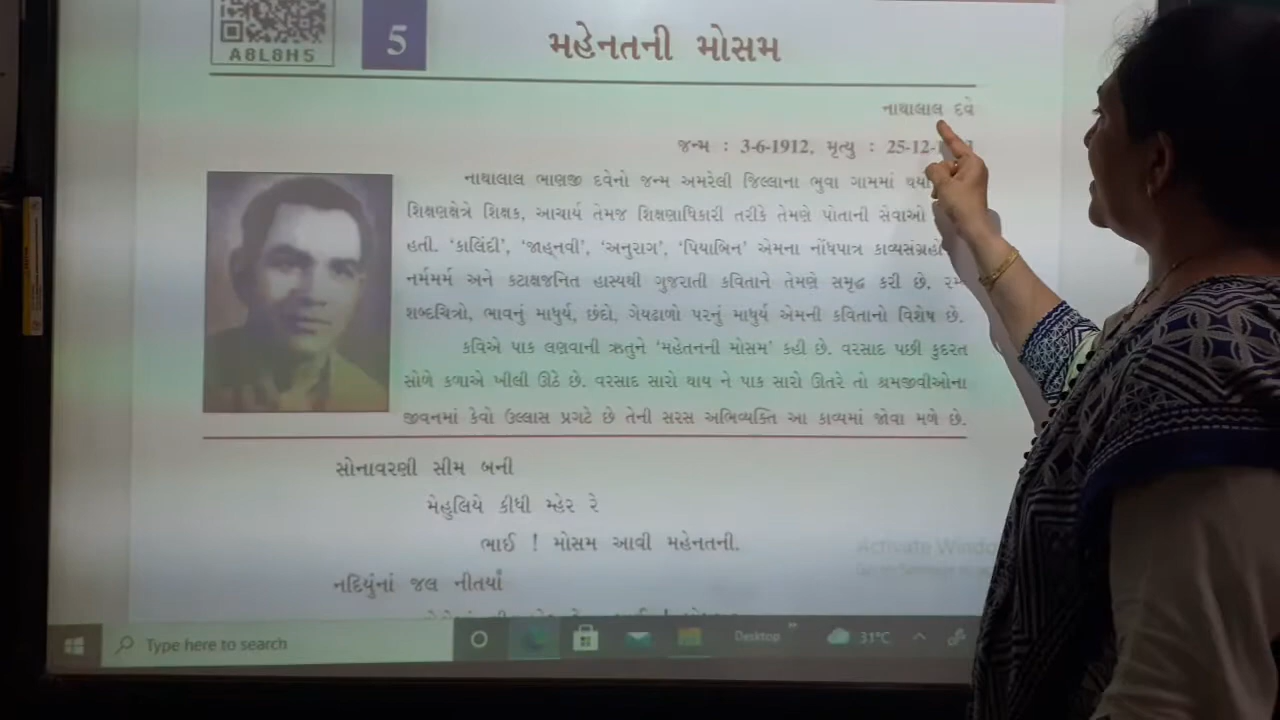 A8L8H5
5
મહેનતની મોસમ
નાથાલાલ દવે
જન્મ : 3-6-1912, મૃત્યુ : 25-12-
નાથાલાલ ભાણજી દવેનો જન્મ અમરેલી જિલ્લાના ભુવા ગામમાં
શિક્ષણક્ષેત્રે શિક્ષક, આચાર્ય તેમજ શિક્ષણાધિકારી તરીકે તેમણે પોતાની સેવાઓ
હતી. ‘કાલિંદી’, ‘જાહ્નવી’, ‘અનુરાગ’, ‘પિયાબિન’ એમના નોંધપાત્ર કાવ્યસંગ્રહો
નર્મમર્મ અને કટાક્ષજનિત હાસ્યથી ગુજરાતી કવિતાને તેમણે સમૃદ્ધ કરી છે.
શબ્દચિત્રો, ભાવનું માધુર્ય, છંદો, ગેયઢાળો પરનું માધુર્ય એમની કવિતાનો વિશેષ છે.
કવિએ પાક લણવાની ઋતુને ‘મહેતનની મોસમ’ કહી છે. વરસાદ પછી કુદરત
સોળે કળાએ ખીલી ઊઠે છે. વરસાદ સારો થાય ને પાક સારો ઊતરે તો શ્રમજીવીઓના
જીવનમાં કેવો ઉલ્લાસ પ્રગટે છે તેની સરસ અભિવ્યક્તિ આ કાવ્યમાં જોવા મળે છે.
સોનાવરણી સીમ બની
મેહુલિયે કીધી મ્હેર રે
ભાઈ ! મોસમ આવી મહેનતની.
નદિયુંનાં જલ નીતર્યાં
Activate Windo
Type here to search
Desktop
31°C